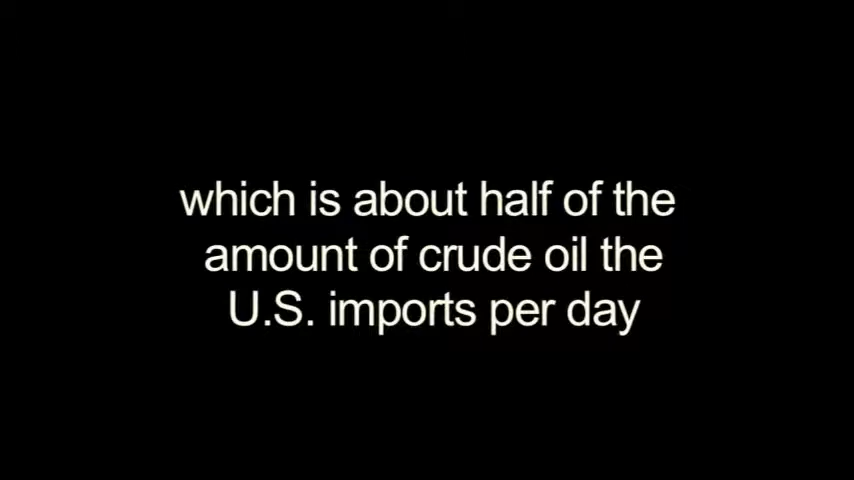 which is about half of the
amount of crude oil the
U.S. imports per day